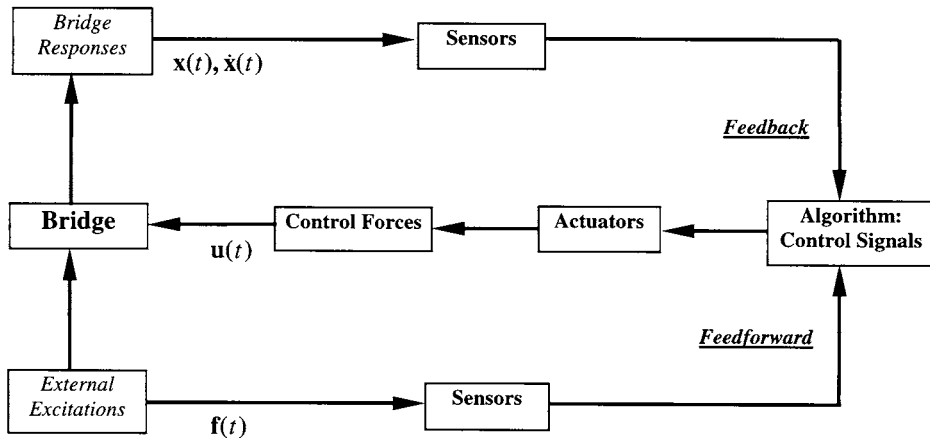 Bridge
Responses
Sensors
x(t), ẋ(t)
Feedback
Bridge
Control Forces
Actuators
Algorithm:
Control Signals
u(t)
Feedforward
External
Excitations
Sensors
f(t)